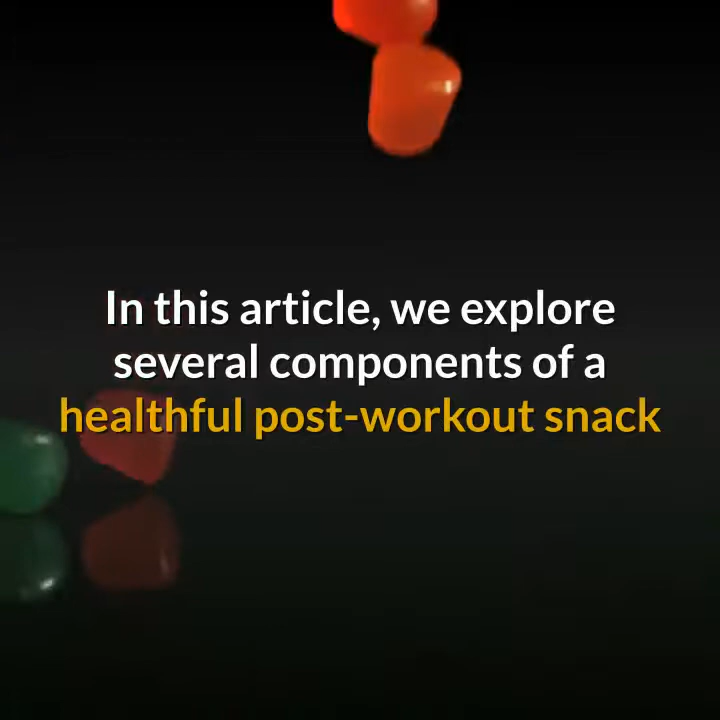 In this article, we explore
several components of a
healthful post-workout snack